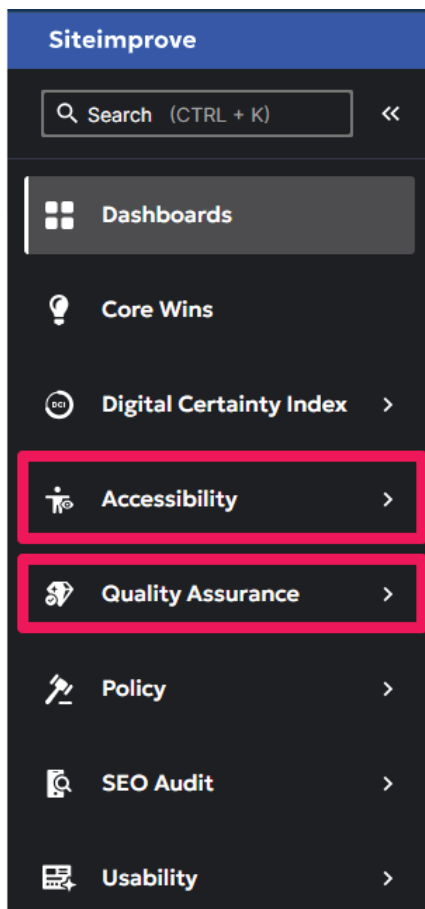 Siteimprove
Search (CTRL + K)
Dashboards
Core Wins
DCI Digital Certainty Index
Accessibility
Quality Assurance
Policy
SEO Audit
Usability